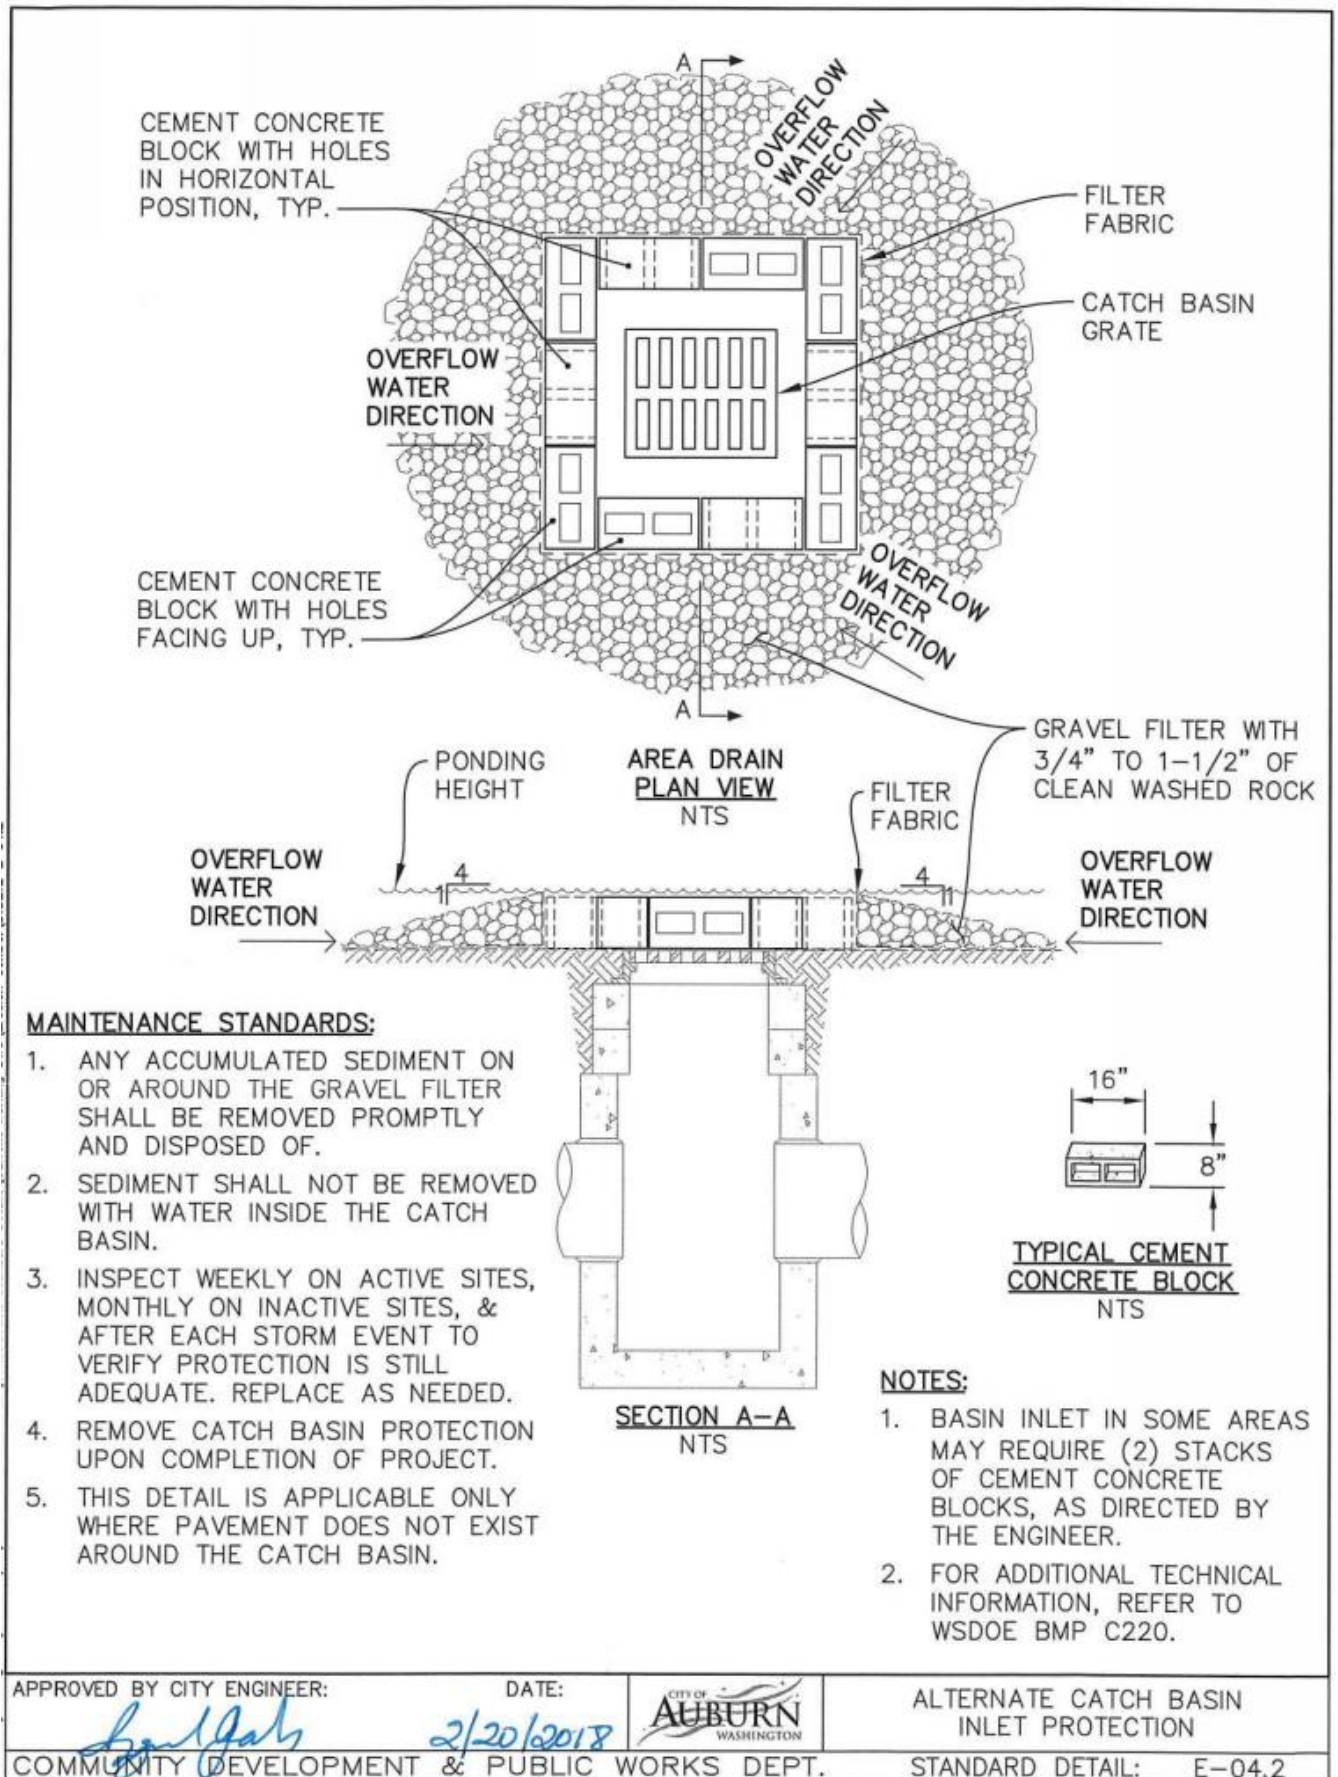 A
OVERFLOW
WATER
DIRECTION
CEMENT CONCRETE
BLOCK WITH HOLES
IN HORIZONTAL
POSITION, TYP.
FILTER
FABRIC
CATCH BASIN
GRATE
OVERFLOW
WATER
DIRECTION
CEMENT CONCRETE
BLOCK WITH HOLES
FACING UP, TYP.
OVERFLOW
WATER
DIRECTION
A
AREA DRAIN
PLAN VIEW
NTS
GRAVEL FILTER WITH
3/4" TO 1-1/2" OF
CLEAN WASHED ROCK
PONDING
HEIGHT
FILTER
FABRIC
OVERFLOW
WATER
DIRECTION
4
1
4
1
OVERFLOW
WATER
DIRECTION
MAINTENANCE STANDARDS:
1. ANY ACCUMULATED SEDIMENT ON
OR AROUND THE GRAVEL FILTER
SHALL BE REMOVED PROMPTLY
AND DISPOSED OF.
2. SEDIMENT SHALL NOT BE REMOVED
WITH WATER INSIDE THE CATCH
BASIN.
3. INSPECT WEEKLY ON ACTIVE SITES,
MONTHLY ON INACTIVE SITES, &
AFTER EACH STORM EVENT TO
VERIFY PROTECTION IS STILL
ADEQUATE. REPLACE AS NEEDED.
4. REMOVE CATCH BASIN PROTECTION
UPON COMPLETION OF PROJECT.
5. THIS DETAIL IS APPLICABLE ONLY
WHERE PAVEMENT DOES NOT EXIST
AROUND THE CATCH BASIN.
SECTION A-A
NTS
16"
8"
TYPICAL CEMENT
CONCRETE BLOCK
NTS
NOTES:
1. BASIN INLET IN SOME AREAS
MAY REQUIRE (2) STACKS
OF CEMENT CONCRETE
BLOCKS, AS DIRECTED BY
THE ENGINEER.
2. FOR ADDITIONAL TECHNICAL
INFORMATION, REFER TO
WSDOE BMP C220.
APPROVED BY CITY ENGINEER:
DATE:
2/20/2018
CITY OF
AUBURN
WASHINGTON
ALTERNATE CATCH BASIN
INLET PROTECTION
COMMUNITY DEVELOPMENT & PUBLIC WORKS DEPT.
STANDARD DETAIL: E-04.2